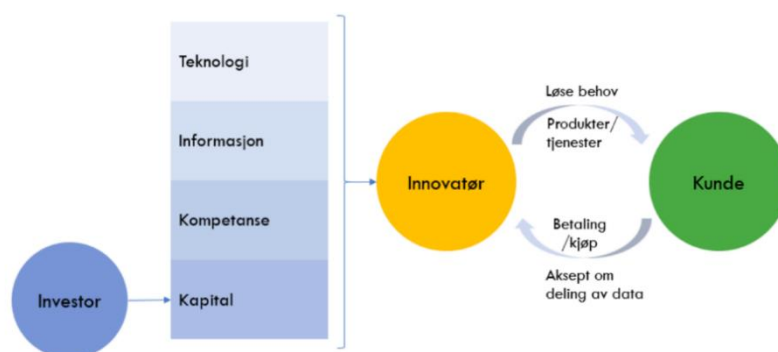 Teknologi
Informasjon
Kompetanse
Kapital
Investor
Innovatør
Løse behov
Produkter/
tjenester
Betaling
/kjøp
Aksept om
deling av data
Kunde